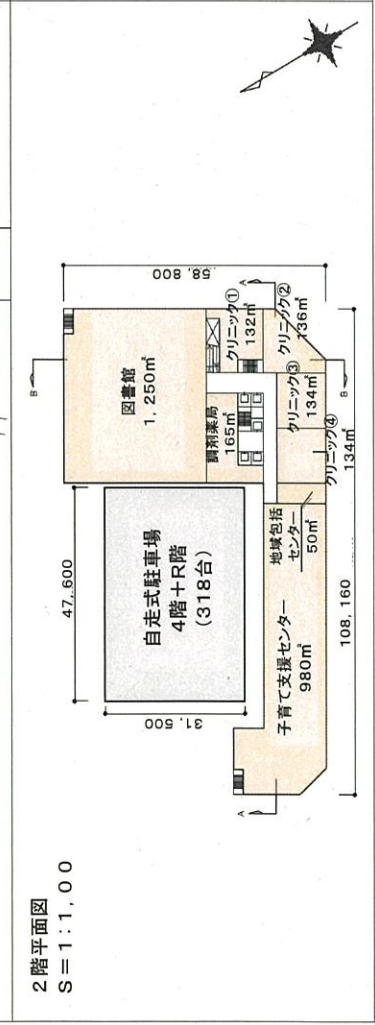 2階平面図
S=1:1,00
47,600
31,500
自走式駐車場
4階+R階
(318台)
図書館
1,250㎡
58,800
調剤薬局
165㎡
クリニック①
132㎡
クリニック②
136㎡
クリニック③
134㎡
クリニック④
134㎡
地域包括
センター
50㎡
子育て支援センター
980㎡
108,160
A
A
B
B